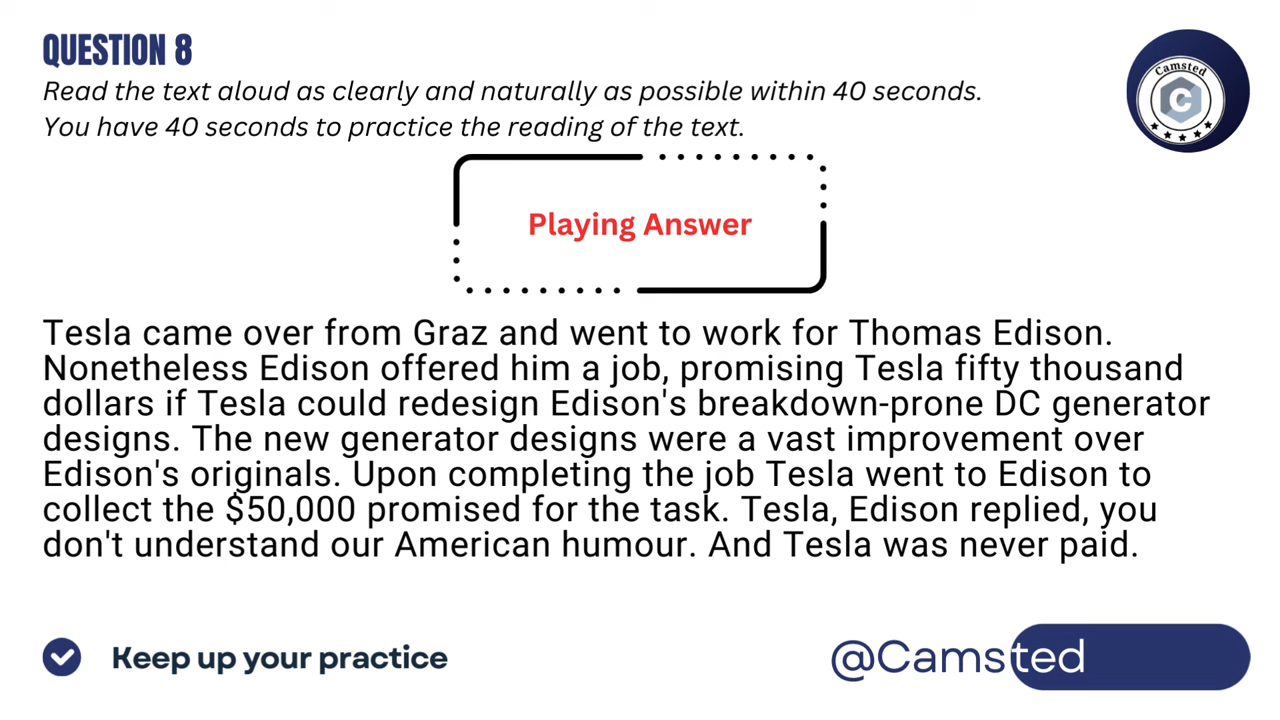 QUESTION 8
Read the text aloud as clearly and naturally as possible within 40 seconds.
You have 40 seconds to practice the reading of the text.
Camsted
C
Playing Answer
Tesla came over from Graz and went to work for Thomas Edison.
Nonetheless Edison offered him a job, promising Tesla fifty thousand
dollars if Tesla could redesign Edison's breakdown-prone DC generator
designs. The new generator designs were a vast improvement over
Edison's originals. Upon completing the job Tesla went to Edison to
collect the $50,000 promised for the task. Tesla, Edison replied, you
don't understand our American humour. And Tesla was never paid.
Keep up your practice
@Camsted